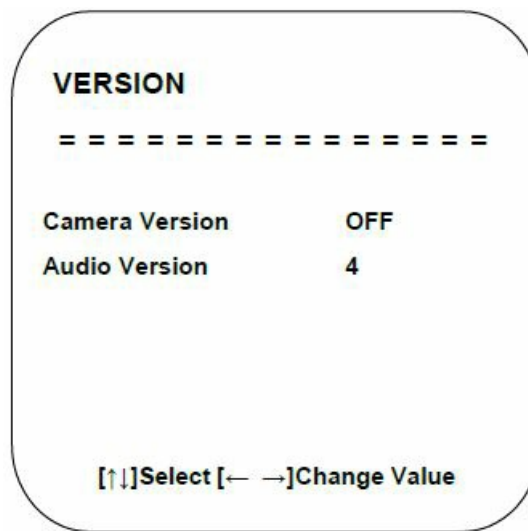 VERSION
= = = = = = = = = = = = = = =
Camera Version OFF
Audio Version 4
[↑↓]Select [← →]Change Value